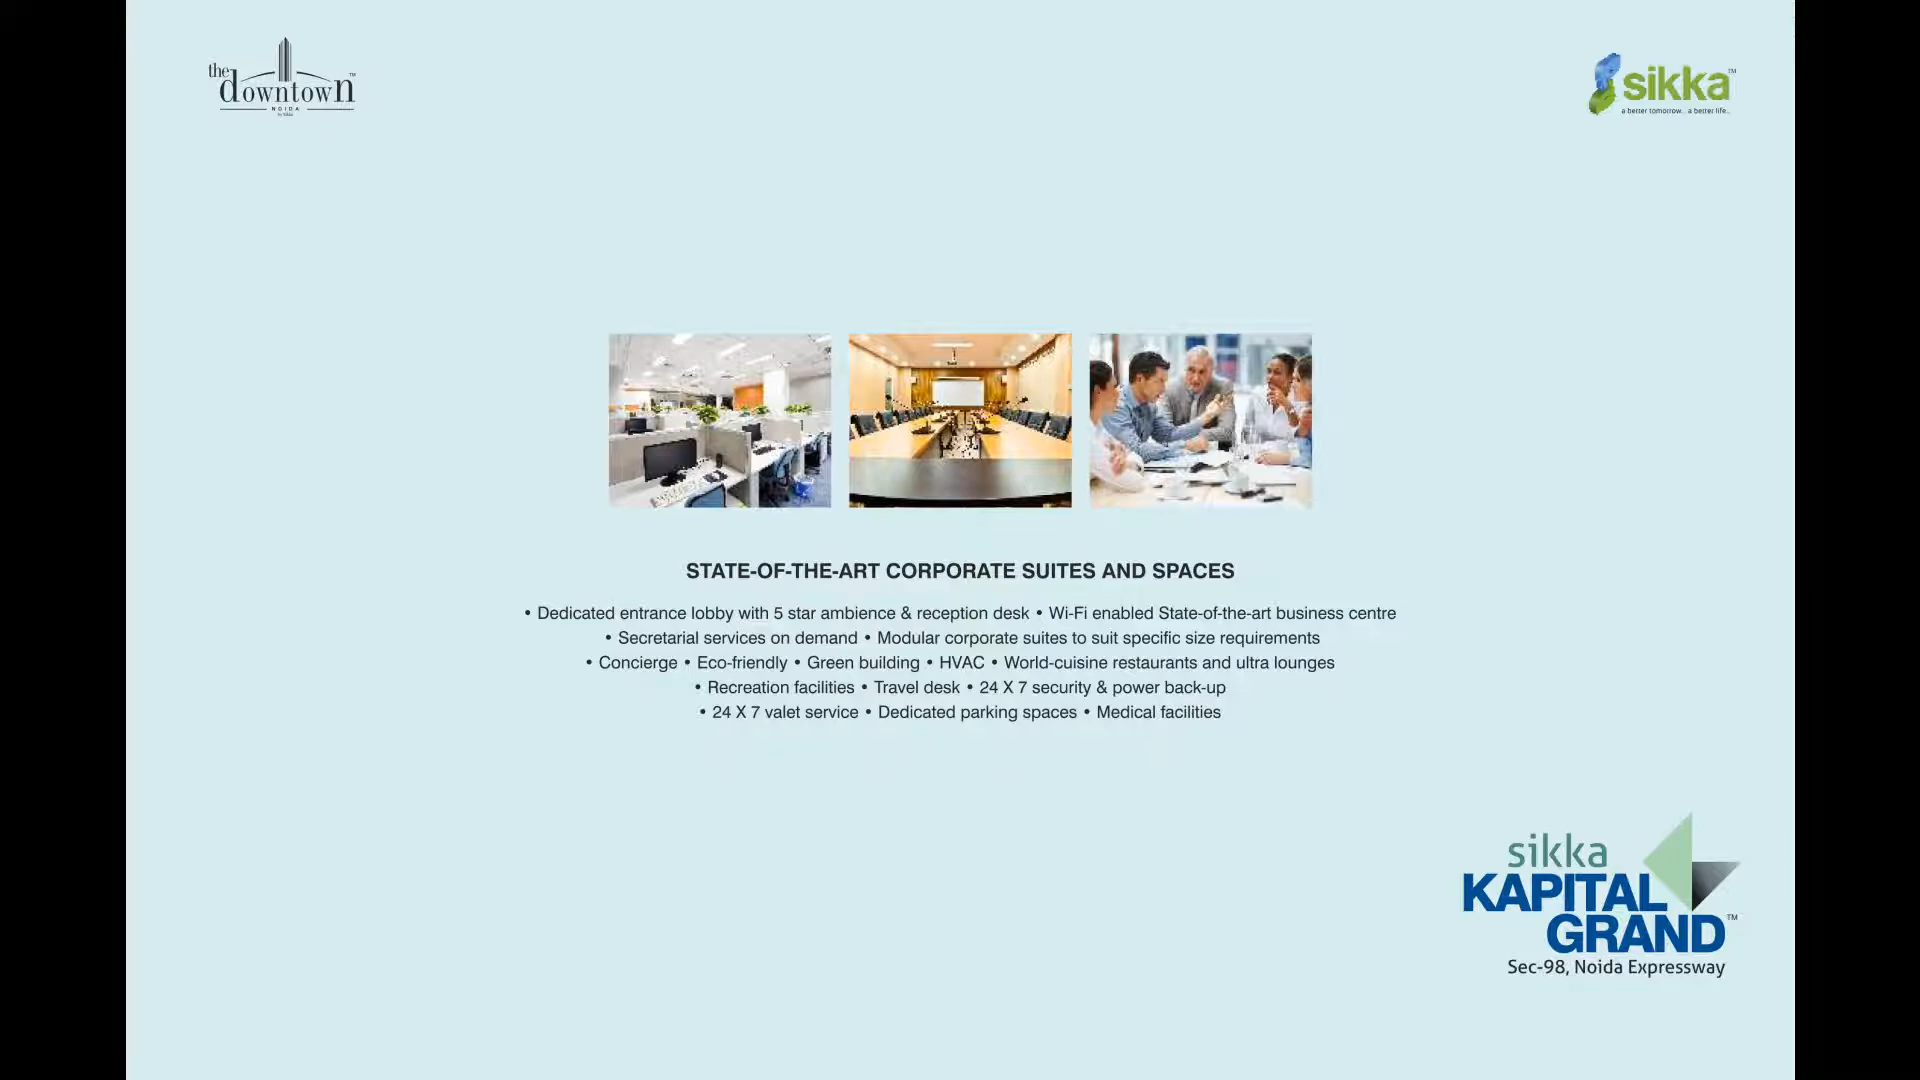 the
downtown™
NOIDA
by Sikka
sikka™
a better tomorrow... a better life..
STATE-OF-THE-ART CORPORATE SUITES AND SPACES
• Dedicated entrance lobby with 5 star ambience & reception desk • Wi-Fi enabled State-of-the-art business centre
• Secretarial services on demand • Modular corporate suites to suit specific size requirements
• Concierge • Eco-friendly • Green building • HVAC • World-cuisine restaurants and ultra lounges
• Recreation facilities • Travel desk • 24 X 7 security & power back-up
• 24 X 7 valet service • Dedicated parking spaces • Medical facilities
sikka
KAPITAL
GRAND™
Sec-98, Noida Expressway